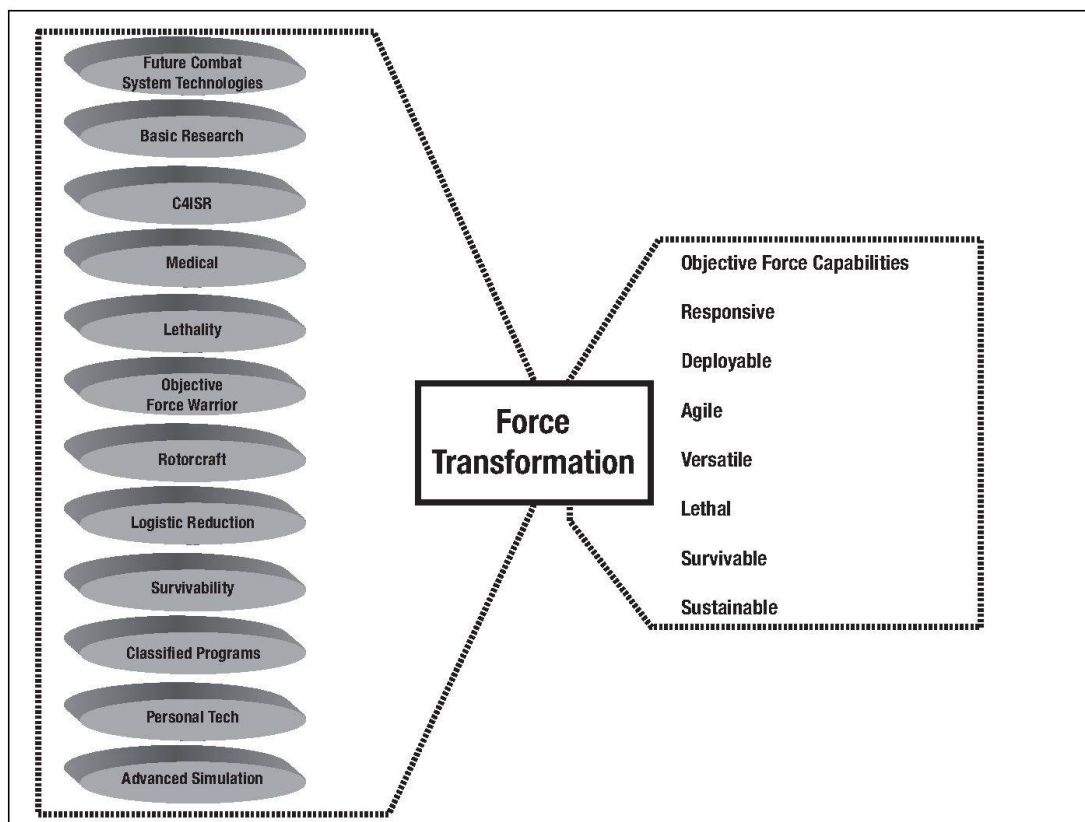 Future Combat
System Technologies
Basic Research
C4ISR
Medical
Lethality
Objective
Force Warrior
Rotorcraft
Logistic Reduction
Survivability
Classified Programs
Personal Tech
Advanced Simulation
Force
Transformation
Objective Force Capabilities
Responsive
Deployable
Agile
Versatile
Lethal
Survivable
Sustainable